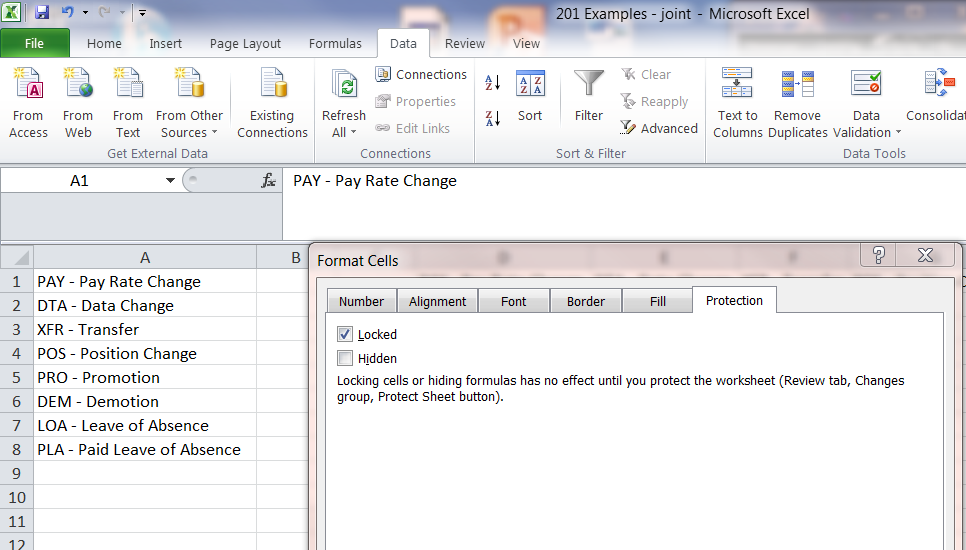 201 Examples - joint - Microsoft Excel
File Home Insert Page Layout Formulas Data Review View
From Access
From Web
From Text
From Other Sources
Existing Connections
Refresh All
Connections
Properties
Edit Links
Sort
Filter
Clear
Reapply
Advanced
Text to Columns
Remove Duplicates
Data Validation
Consolidat
Get External Data Connections Sort & Filter Data Tools
A1 fx PAY - Pay Rate Change
A B
1 PAY - Pay Rate Change
2 DTA - Data Change
3 XFR - Transfer
4 POS - Position Change
5 PRO - Promotion
6 DEM - Demotion
7 LOA - Leave of Absence
8 PLA - Paid Leave of Absence
9
10
11
12
Format Cells
Number Alignment Font Border Fill Protection
Locked
Hidden
Locking cells or hiding formulas has no effect until you protect the worksheet (Review tab, Changes
group, Protect Sheet button).